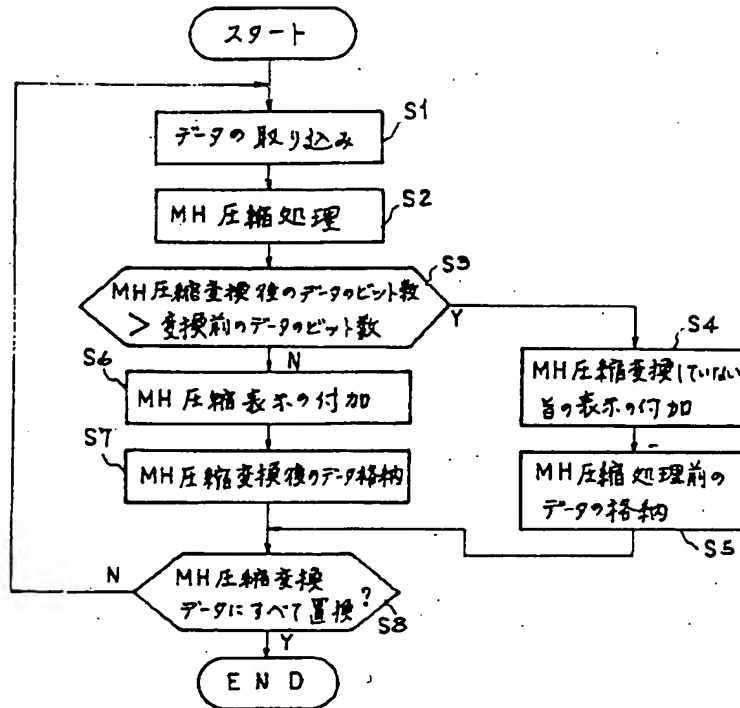 スタート
S1
データの取り込み
S2
MH圧縮処理
S3
MH圧縮変換後のデータのビット数
> 変換前のデータのビット数
Y
N
S4
MH圧縮変換していない
旨の表示の付加
S5
MH圧縮処理前の
データの格納
S6
MH圧縮表示の付加
S7
MH圧縮変換後のデータ格納
S8
MH圧縮変換
データにすべて置換?
N
Y
END